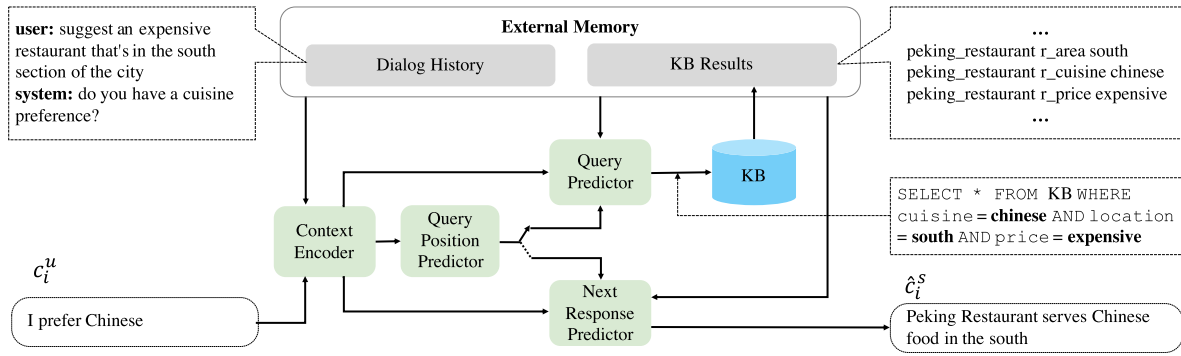 user: suggest an expensive
restaurant that's in the south
section of the city
system: do you have a cuisine
preference?
External Memory
Dialog History
KB Results
...
peking_restaurant r_area south
peking_restaurant r_cuisine chinese
peking_restaurant r_price expensive
...
Query
Predictor
KB
SELECT * FROM KB WHERE
cuisine = chinese AND location
= south AND price = expensive
Context
Encoder
Query
Position
Predictor
c_i^u
I prefer Chinese
Next
Response
Predictor
ĉ_i^s
Peking Restaurant serves Chinese
food in the south